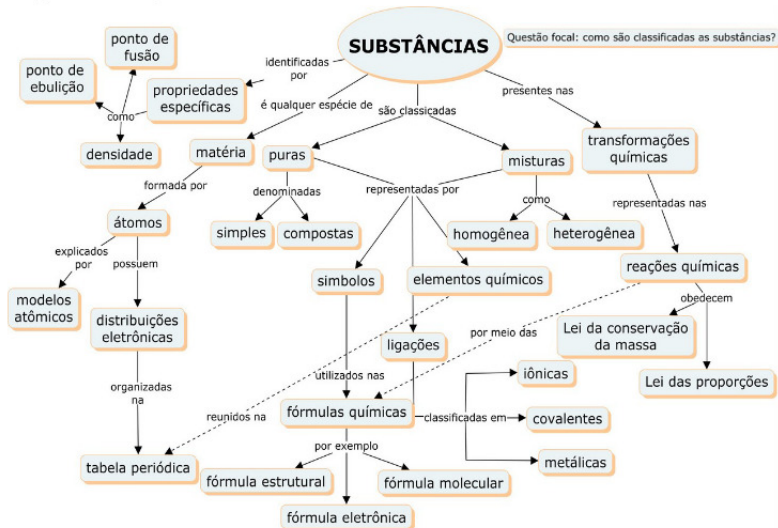 SUBSTÂNCIAS
Questão focal: como são classificadas as substâncias?
identificadas
por
propriedades
específicas
como
ponto de
fusão
ponto de
ebulição
densidade
é qualquer espécie de
matéria
formada por
átomos
explicados
por
modelos
atômicos
possuem
distribuições
eletrônicas
organizadas
na
tabela periódica
são classicadas
puras
denominadas
simples
compostas
misturas
como
homogênea
heterogênea
representadas por
simbolos
elementos químicos
ligações
reunidos na
utilizados nas
fórmulas químicas
por exemplo
fórmula estrutural
fórmula eletrônica
fórmula molecular
classificadas em
iônicas
covalentes
metálicas
presentes nas
transformações
químicas
representadas nas
reações químicas
por meio das
obedecem
Lei da conservação
da massa
Lei das proporções